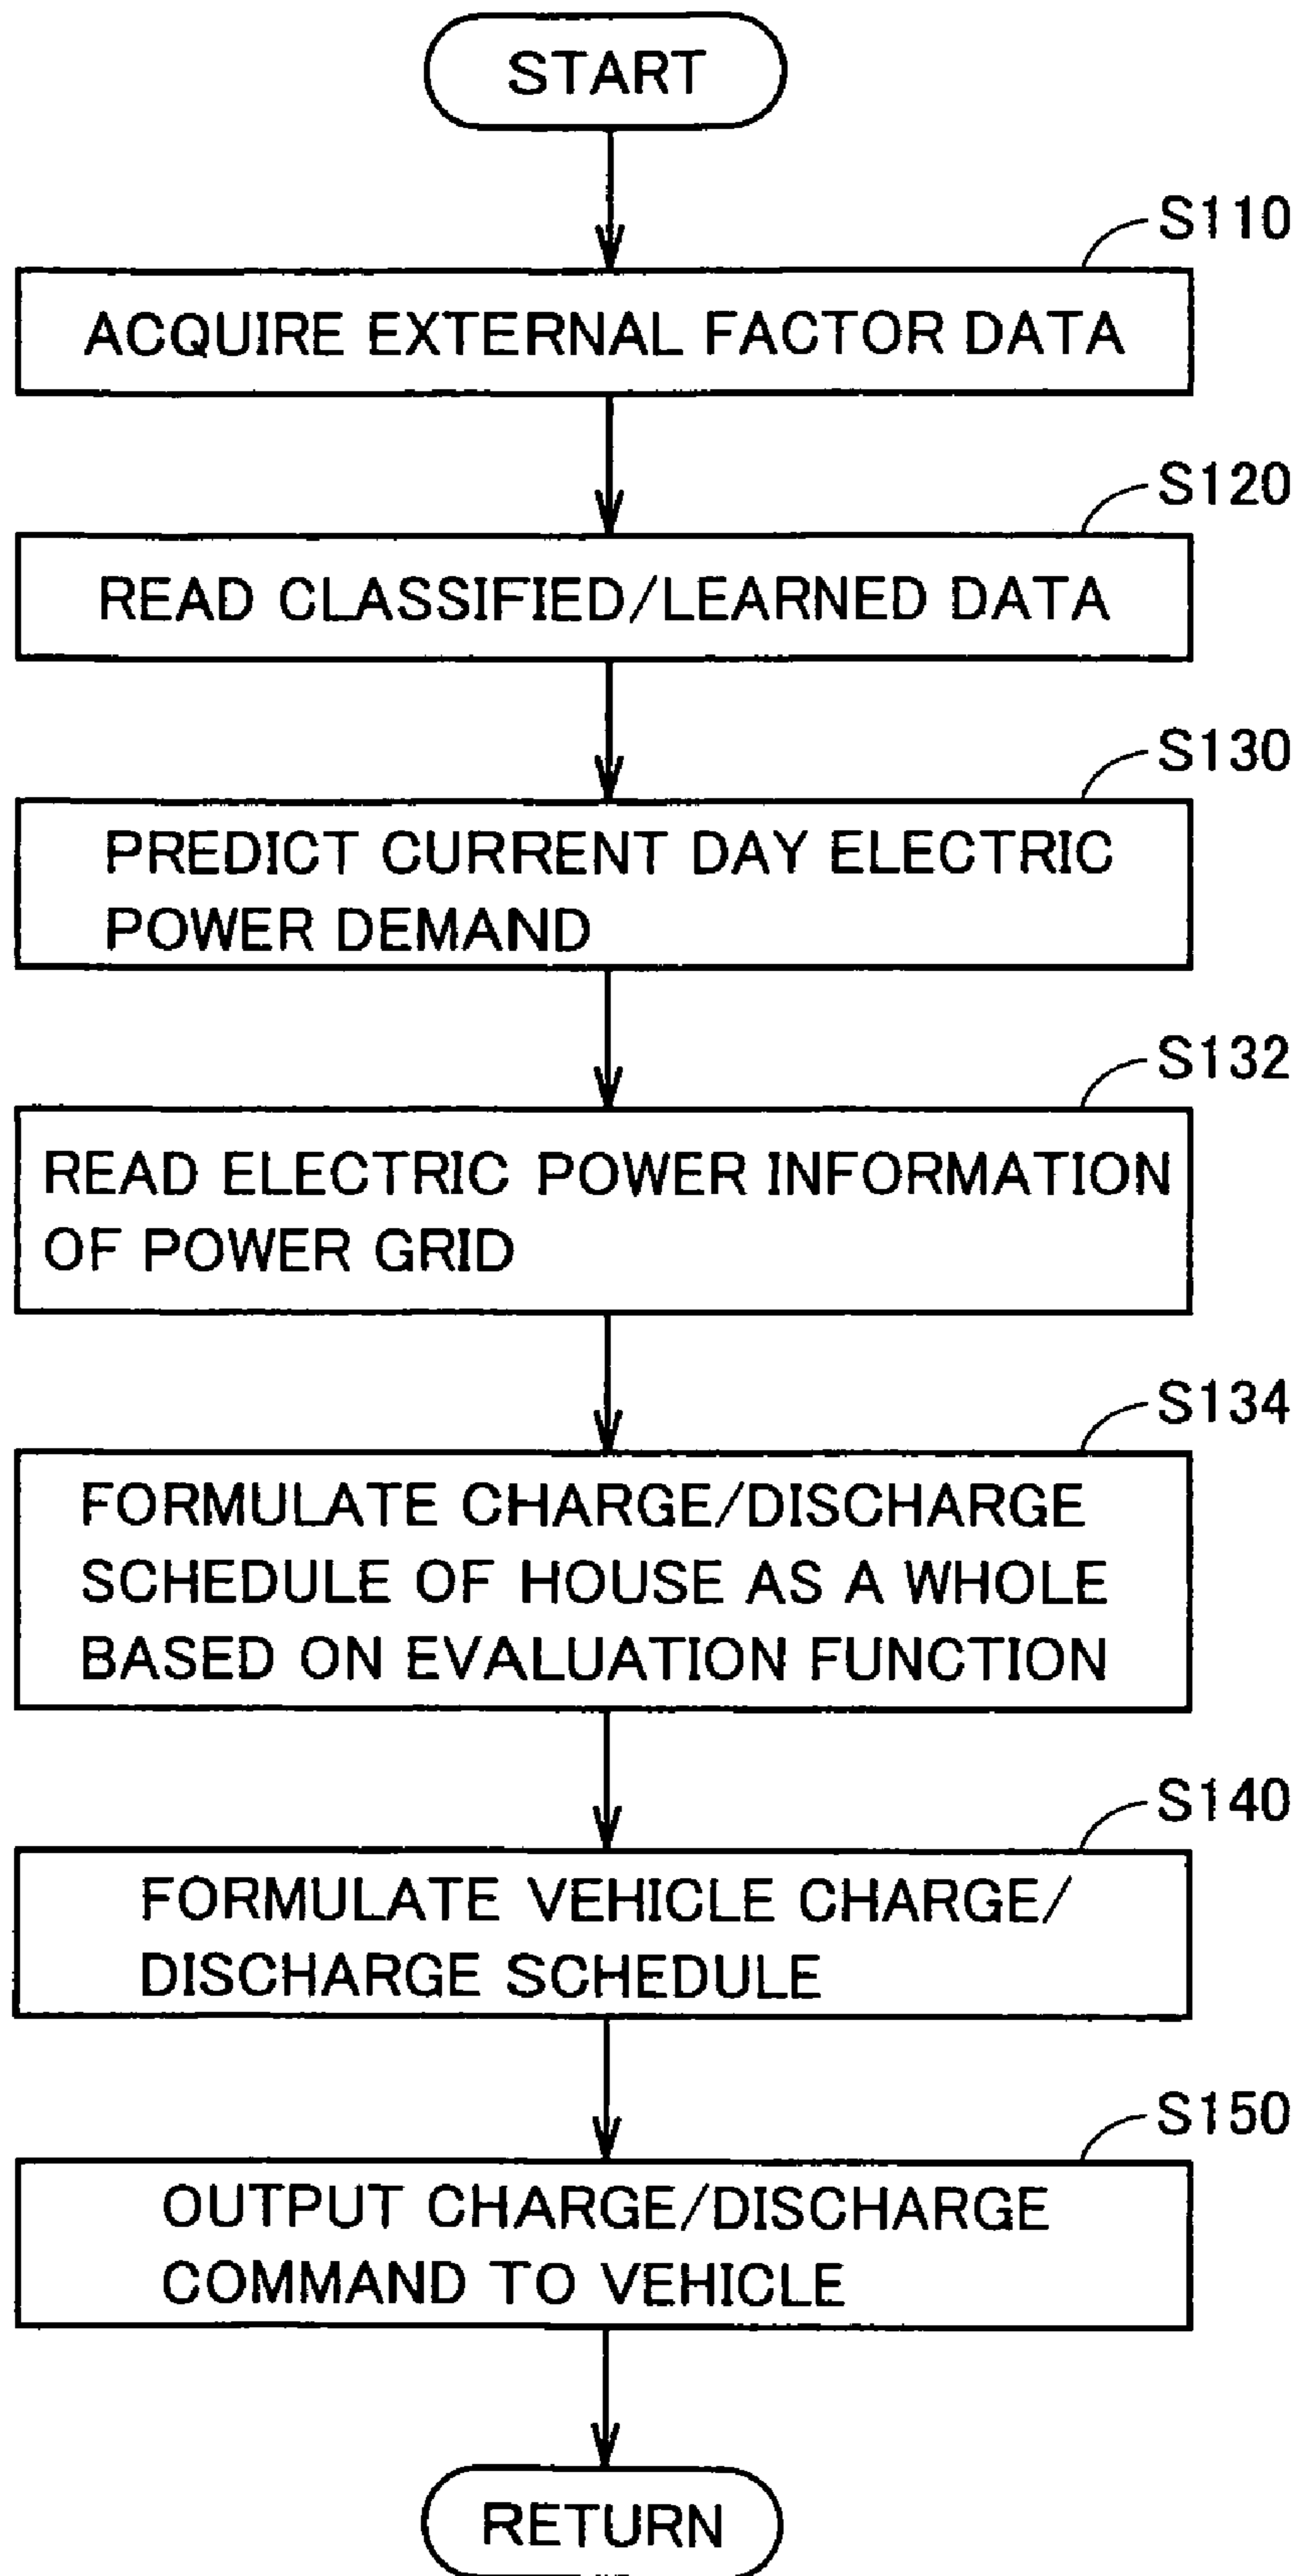 START
S110
ACQUIRE EXTERNAL FACTOR DATA
S120
READ CLASSIFIED/LEARNED DATA
S130
PREDICT CURRENT DAY ELECTRIC
POWER DEMAND
S132
READ ELECTRIC POWER INFORMATION
OF POWER GRID
S134
FORMULATE CHARGE/DISCHARGE
SCHEDULE OF HOUSE AS A WHOLE
BASED ON EVALUATION FUNCTION
S140
FORMULATE VEHICLE CHARGE/
DISCHARGE SCHEDULE
S150
OUTPUT CHARGE/DISCHARGE
COMMAND TO VEHICLE
RETURN